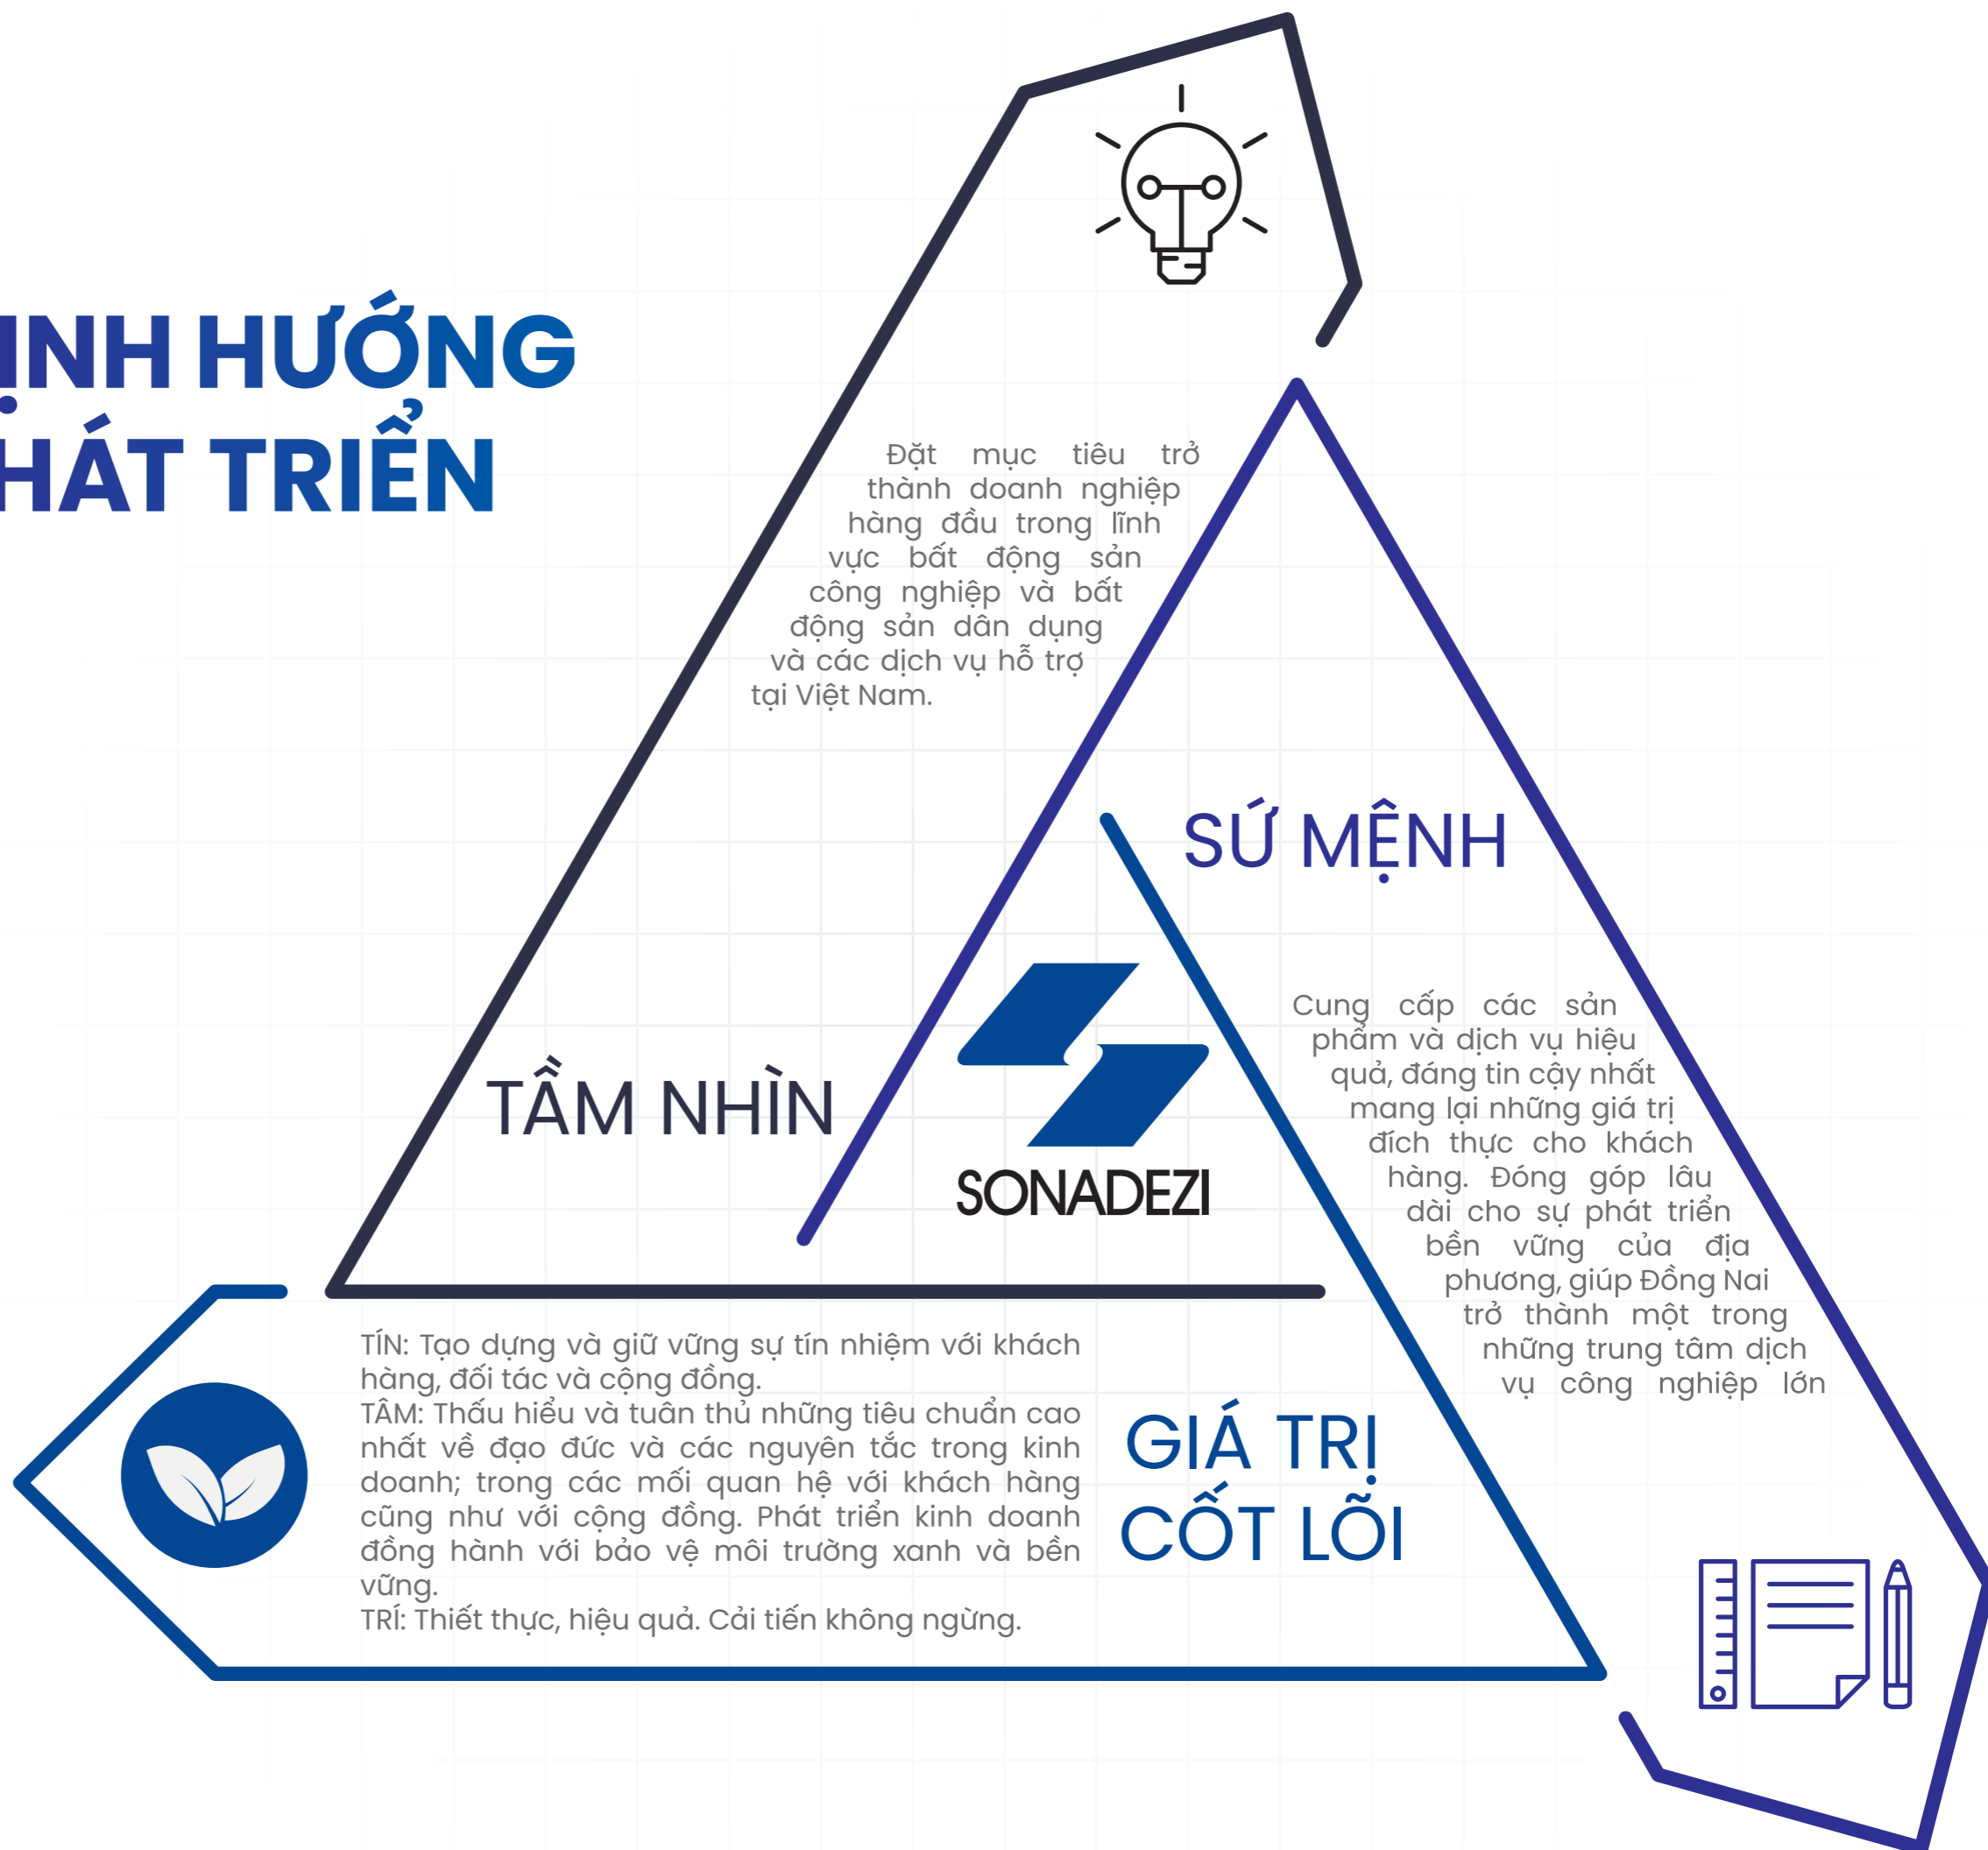 ỊNH HƯỚNG
HÁT TRIỂN
Đặt mục tiêu trở
thành doanh nghiệp
hàng đầu trong lĩnh
vực bất động sản
công nghiệp và bất
động sản dân dụng
và các dịch vụ hỗ trợ
tại Việt Nam.
TẦM NHÌN
SỨ MỆNH
Cung cấp các sản
phẩm và dịch vụ hiệu
quả, đáng tin cậy nhất
mang lại những giá trị
đích thực cho khách
hàng. Đóng góp lâu
dài cho sự phát triển
bền vững của địa
phương, giúp Đồng Nai
trở thành một trong
những trung tâm dịch
vụ công nghiệp lớn
SONADEZI
TÍN: Tạo dựng và giữ vững sự tín nhiệm với khách
hàng, đối tác và cộng đồng.
TÂM: Thấu hiểu và tuân thủ những tiêu chuẩn cao
nhất về đạo đức và các nguyên tắc trong kinh
doanh; trong các mối quan hệ với khách hàng
cũng như với cộng đồng. Phát triển kinh doanh
đồng hành với bảo vệ môi trường xanh và bền
vững.
TRÍ: Thiết thực, hiệu quả. Cải tiến không ngừng.
GIÁ TRỊ
CỐT LÕI